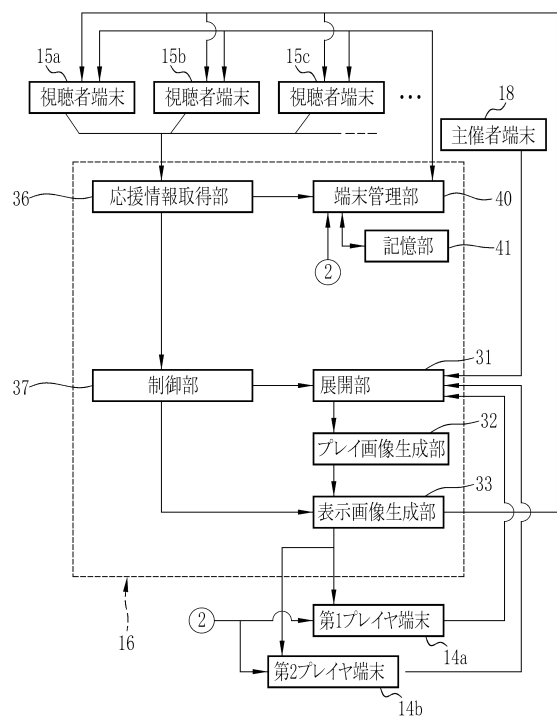 15a
15b
15c
視聴者端末
視聴者端末
視聴者端末
…
18
主催者端末
36
応援情報取得部
端末管理部
40
記憶部
41
2
31
37
制御部
展開部
32
プレイ画像生成部
33
表示画像生成部
16
2
第1プレイヤ端末
14a
第2プレイヤ端末
14b